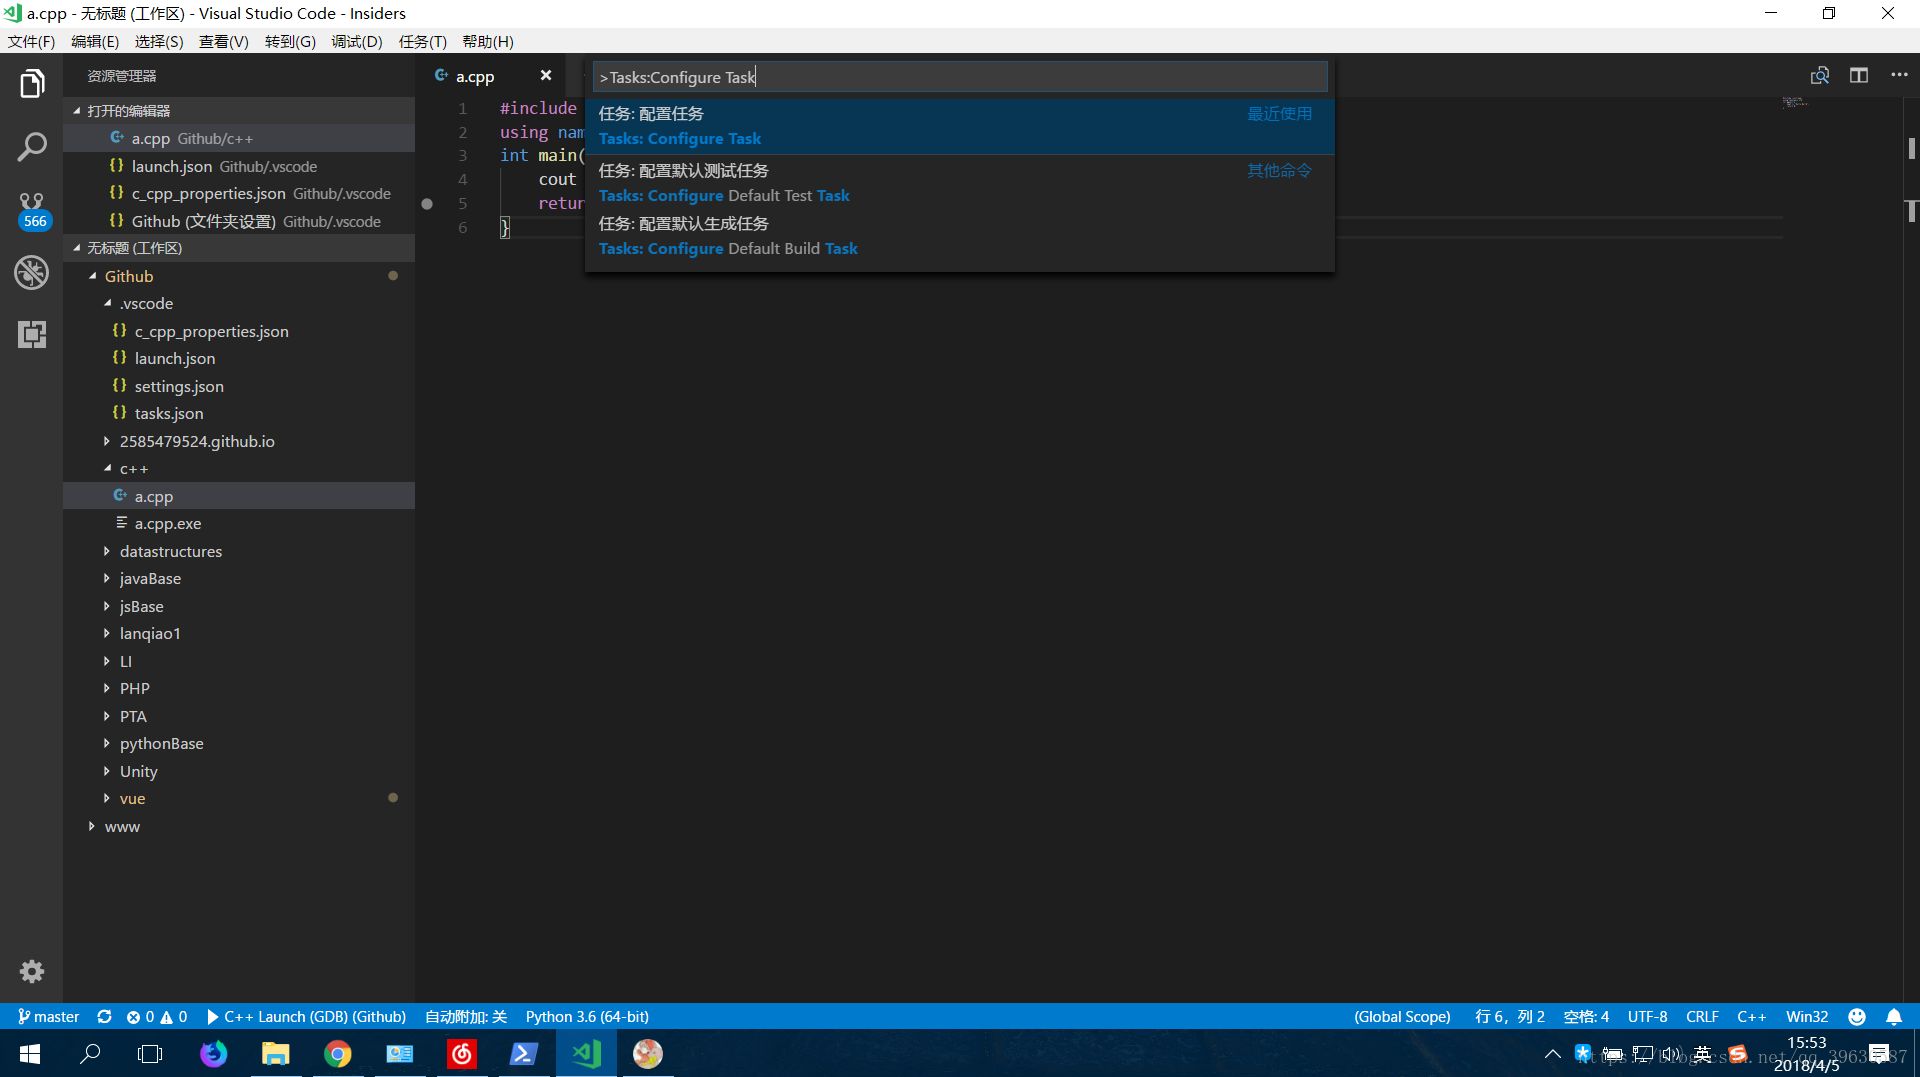 a.cpp - 无标题 (工作区) - Visual Studio Code - Insiders
文件(F) 编辑(E) 选择(S) 查看(V) 转到(G) 调试(D) 任务(T) 帮助(H)
资源管理器
打开的编辑器
a.cpp Github/c++
launch.json Github/.vscode
c_cpp_properties.json Github/.vscode
Github (文件夹设置) Github/.vscode
无标题 (工作区)
Github
.vscode
c_cpp_properties.json
launch.json
settings.json
tasks.json
2585479524.github.io
c++
a.cpp
a.cpp.exe
datastructures
javaBase
jsBase
lanqiao1
LI
PHP
PTA
pythonBase
Unity
vue
www
566
a.cpp
1 #include
2 using nam
3 int main(
4 cout
5 retur
6 }
>Tasks:Configure Task
任务: 配置任务 最近使用
Tasks: Configure Task
任务: 配置默认测试任务 其他命令
Tasks: Configure Default Test Task
任务: 配置默认生成任务
Tasks: Configure Default Build Task
master 0 0 C++ Launch (GDB) (Github) 自动附加: 关 Python 3.6 (64-bit) (Global Scope) 行 6，列 2 空格: 4 UTF-8 CRLF C++ Win32
英
15:53
2018/4/5